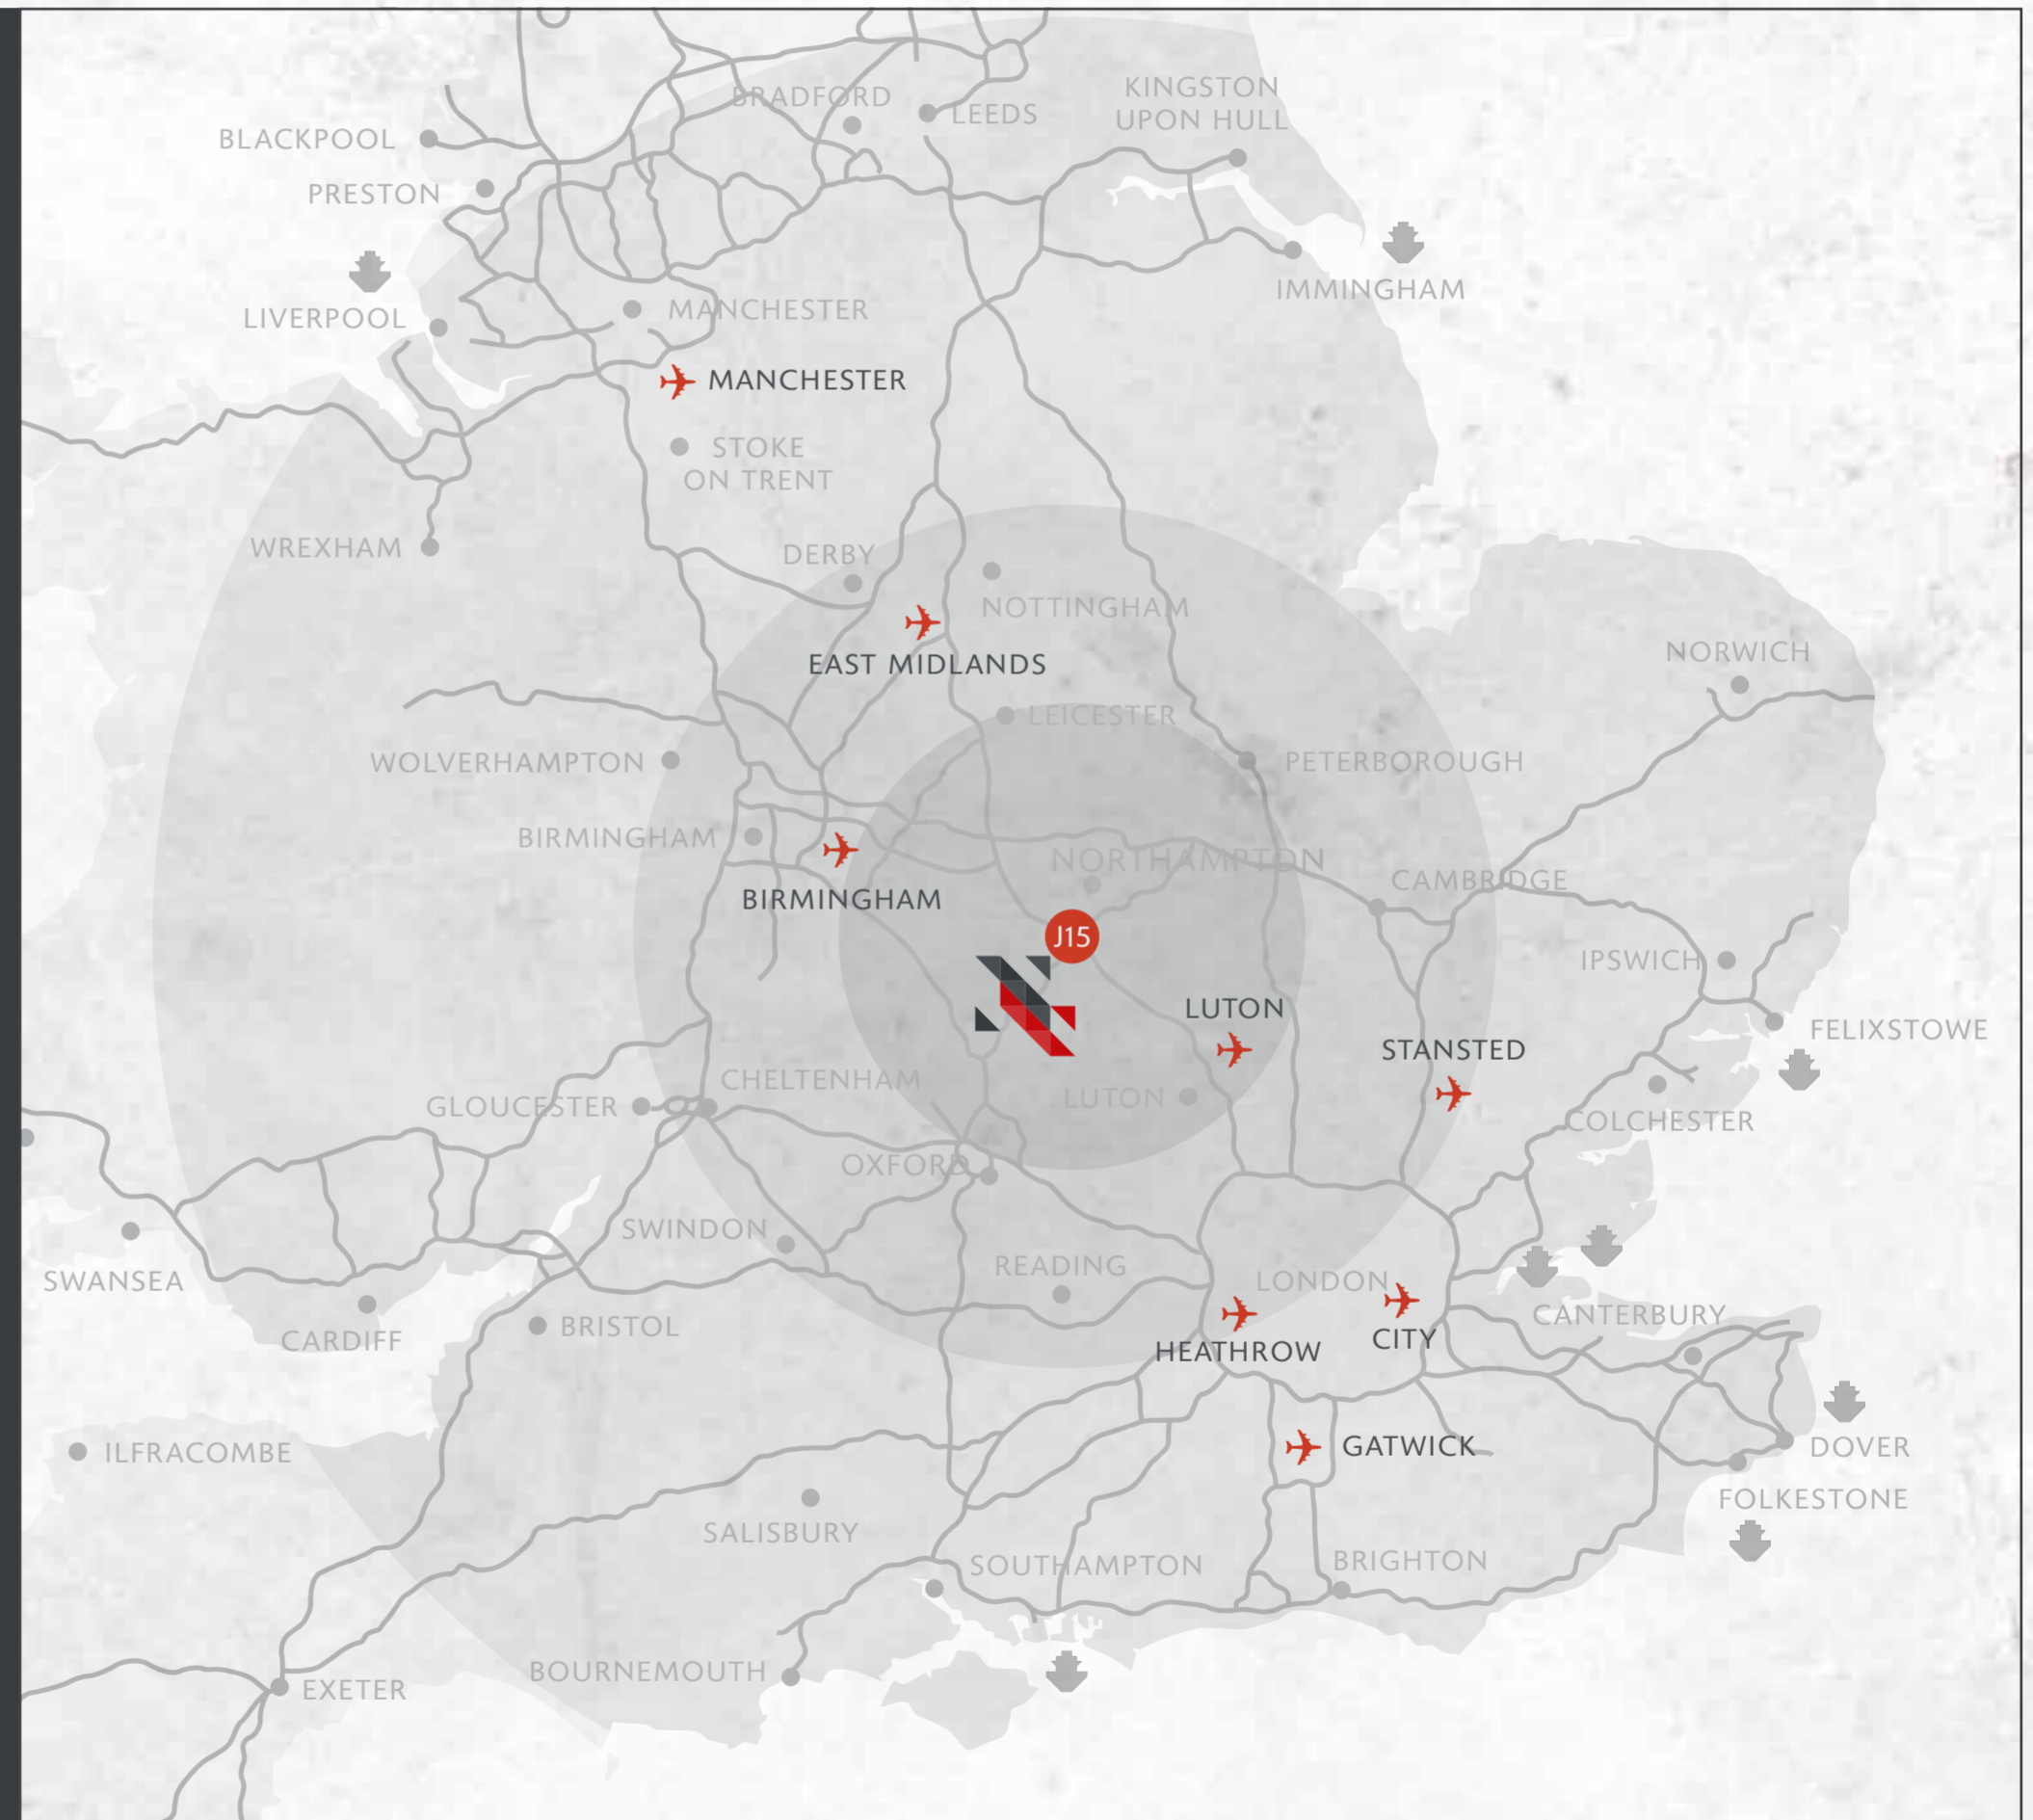 BRADFORD
LEEDS
KINGSTON
UPON HULL
BLACKPOOL
PRESTON
IMMINGHAM
LIVERPOOL
MANCHESTER
MANCHESTER
STOKE
ON TRENT
WREXHAM
DERBY
NOTTINGHAM
EAST MIDLANDS
NORWICH
LEICESTER
WOLVERHAMPTON
PETERBOROUGH
BIRMINGHAM
NORTHAMPTON
CAMBRIDGE
BIRMINGHAM
J15
IPSWICH
LUTON
FELIXSTOWE
STANSTED
CHELTENHAM
LUTON
GLOUCESTER
COLCHESTER
OXFORD
SWINDON
READING
LONDON
SWANSEA
CANTERBURY
BRISTOL
CARDIFF
HEATHROW
CITY
GATWICK
DOVER
ILFRACOMBE
FOLKESTONE
SALISBURY
SOUTHAMPTON
BRIGHTON
BOURNEMOUTH
EXETER